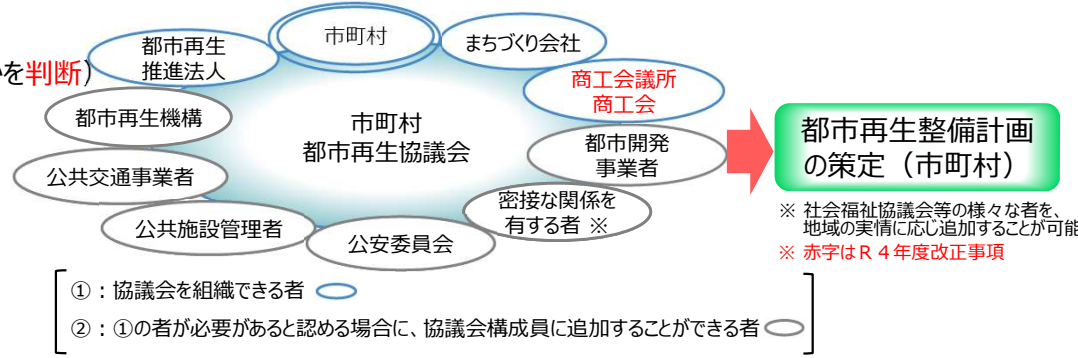 市町村
都市再生
推進法人
まちづくり会社
を判断）
商工会議所
商工会
都市再生機構
市町村
都市再生協議会
都市開発
事業者
都市再生整備計画
の策定（市町村）
公共交通事業者
密接な関係を
有する者 ※
公共施設管理者
公安委員会
※ 社会福祉協議会等の様々な者を、
地域の実情に応じ追加することが可能
※ 赤字はＲ４年度改正事項
①：協議会を組織できる者
②：①の者が必要があると認める場合に、協議会構成員に追加することができる者